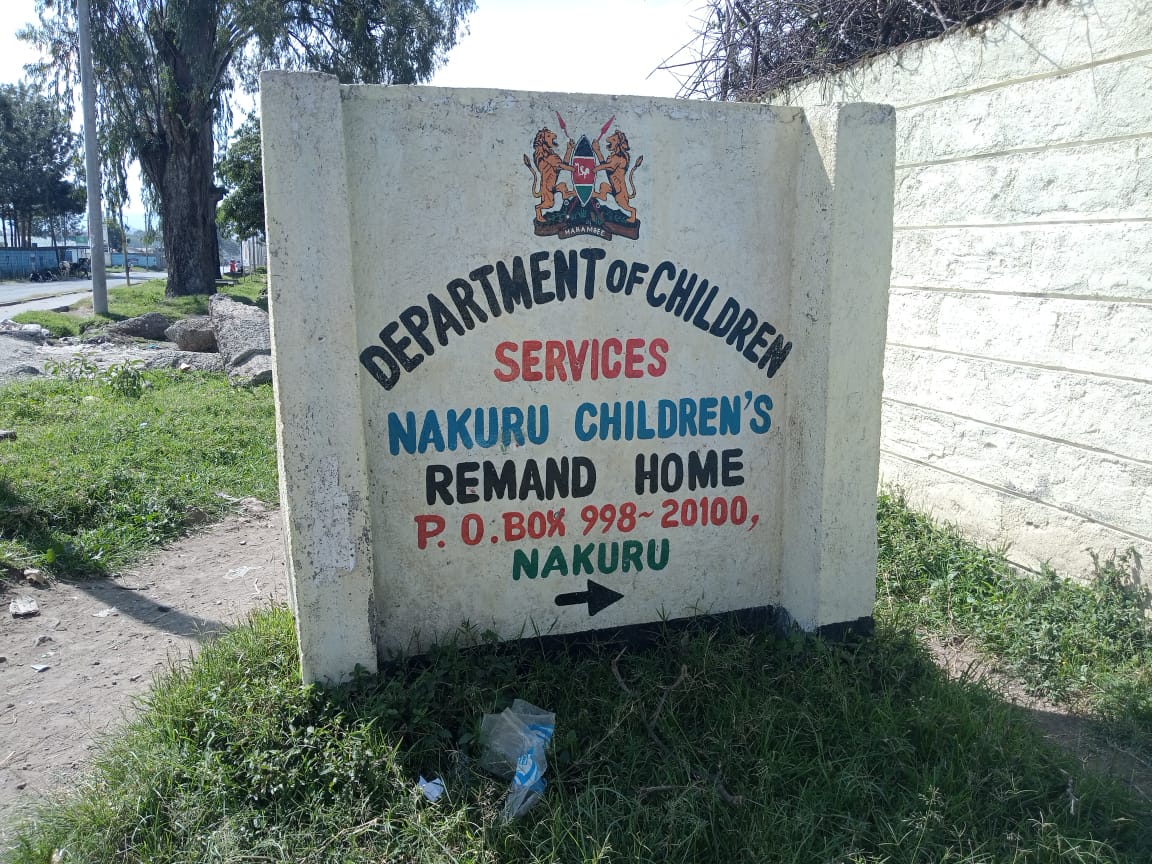 HARAMBEE
DEPARTMENT OF CHILDREN
SERVICES
NAKURU CHILDREN'S
REMAND HOME
P. O. BOX 998~20100,
NAKURU